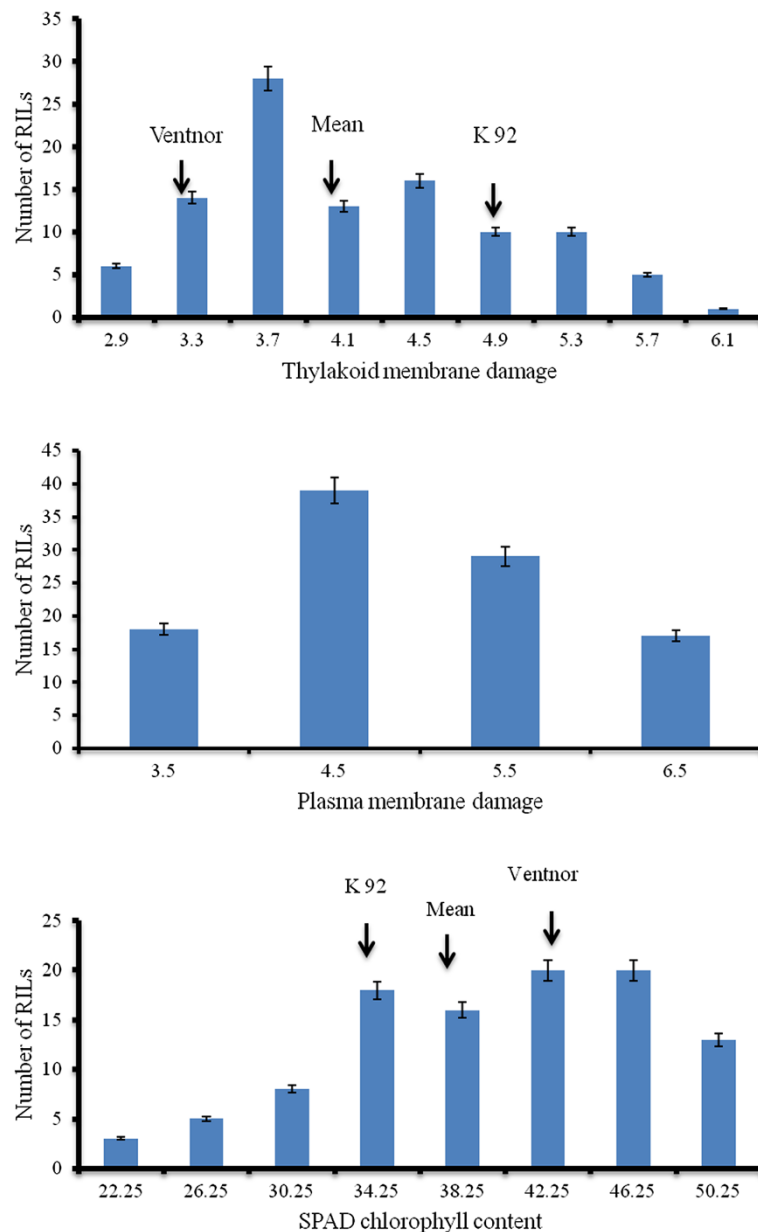 35
30
25
20
15
10
5
0
Number of RILs
Ventnor
Mean
K 92
2.9 3.3 3.7 4.1 4.5 4.9 5.3 5.7 6.1
Thylakoid membrane damage
45
40
35
30
25
20
15
10
5
0
Number of RILs
3.5 4.5 5.5 6.5
Plasma membrane damage
K 92
Mean
Ventnor
25
20
15
10
5
0
Number of RILs
22.25 26.25 30.25 34.25 38.25 42.25 46.25 50.25
SPAD chlorophyll content